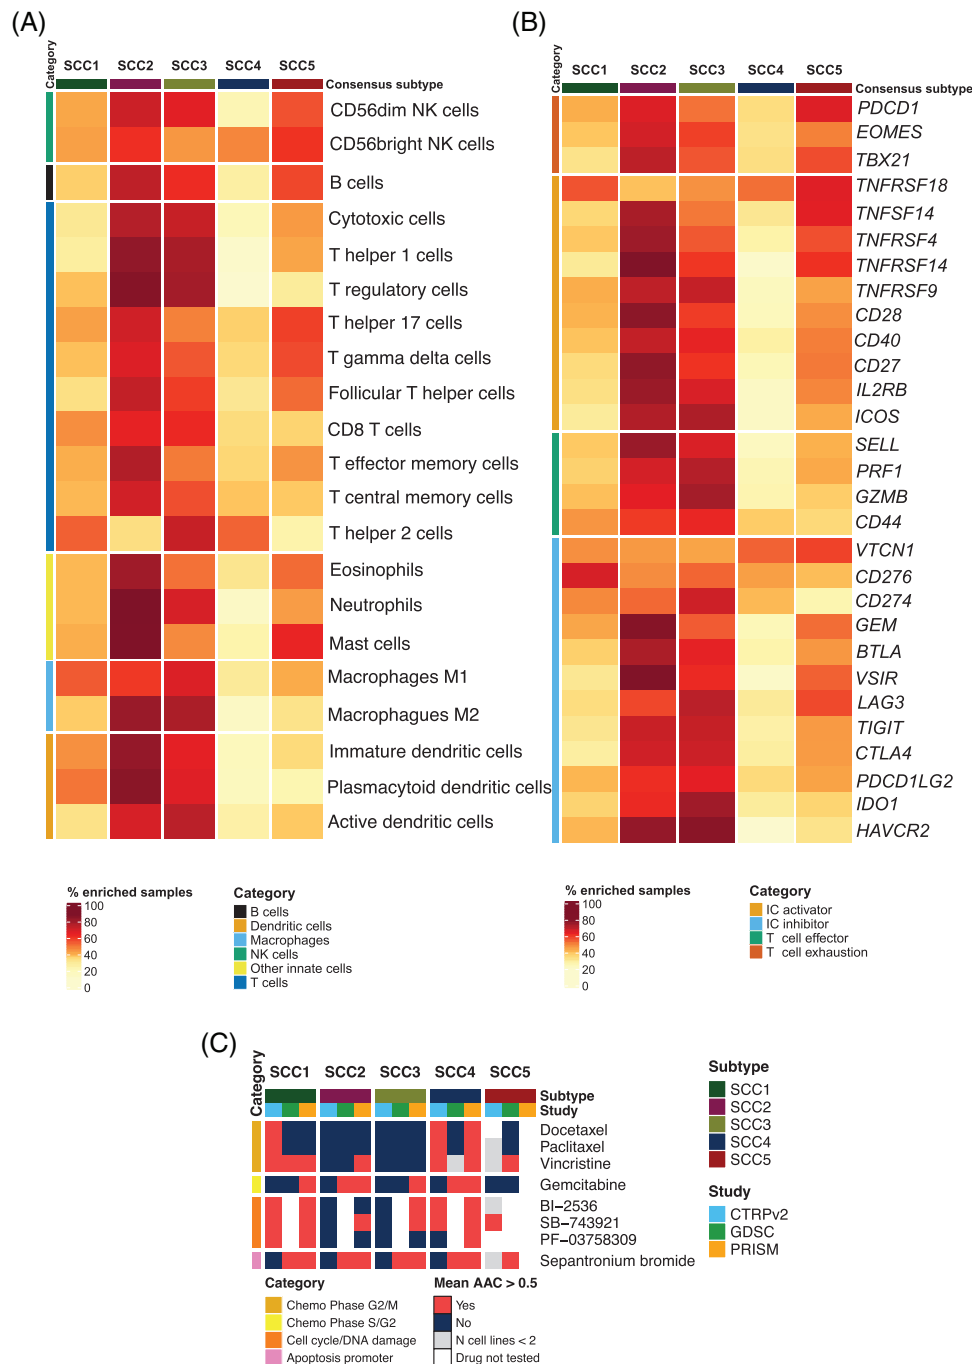 (A)
Category
SCC1 SCC2 SCC3 SCC4 SCC5
Consensus subtype
CD56dim NK cells
CD56bright NK cells
B cells
Cytotoxic cells
T helper 1 cells
T regulatory cells
T helper 17 cells
T gamma delta cells
Follicular T helper cells
CD8 T cells
T effector memory cells
T central memory cells
T helper 2 cells
Eosinophils
Neutrophils
Mast cells
Macrophages M1
Macrophagues M2
Immature dendritic cells
Plasmacytoid dendritic cells
Active dendritic cells
% enriched samples
100
80
60
40
20
0
Category
B cells
Dendritic cells
Macrophages
NK cells
Other innate cells
T cells
(B)
Category
SCC1 SCC2 SCC3 SCC4 SCC5
Consensus subtype
PDCD1
EOMES
TBX21
TNFRSF18
TNFSF14
TNFRSF4
TNFRSF14
TNFRSF9
CD28
CD40
CD27
IL2RB
ICOS
SELL
PRF1
GZMB
CD44
VTCN1
CD276
CD274
GEM
BTLA
VSIR
LAG3
TIGIT
CTLA4
PDCD1LG2
IDO1
HAVCR2
% enriched samples
100
80
60
40
20
0
Category
IC activator
IC inhibitor
T cell effector
T cell exhaustion
(C)
Category
SCC1 SCC2 SCC3 SCC4 SCC5
Subtype
Study
Docetaxel
Paclitaxel
Vincristine
Gemcitabine
BI−2536
SB−743921
PF−03758309
Sepantronium bromide
Category
Chemo Phase G2/M
Chemo Phase S/G2
Cell cycle/DNA damage
Apoptosis promoter
Mean AAC > 0.5
Yes
No
N cell lines < 2
Drug not tested
Subtype
SCC1
SCC2
SCC3
SCC4
SCC5
Study
CTRPv2
GDSC
PRISM